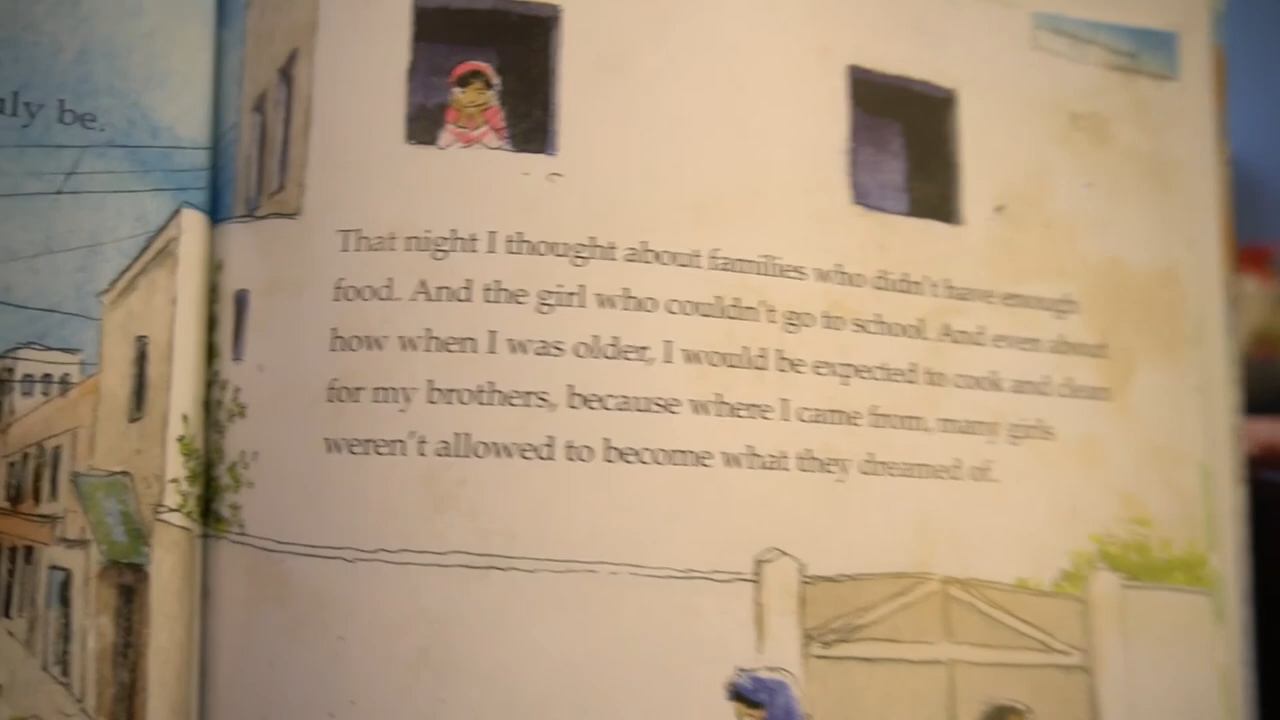 uly be.
That night I thought about families who didn't have enough
food. And the girl who couldn't go to school. And even about
how when I was older, I would be expected to cook and clean
for my brothers, because where I came from, many girls
weren't allowed to become what they dreamed of.